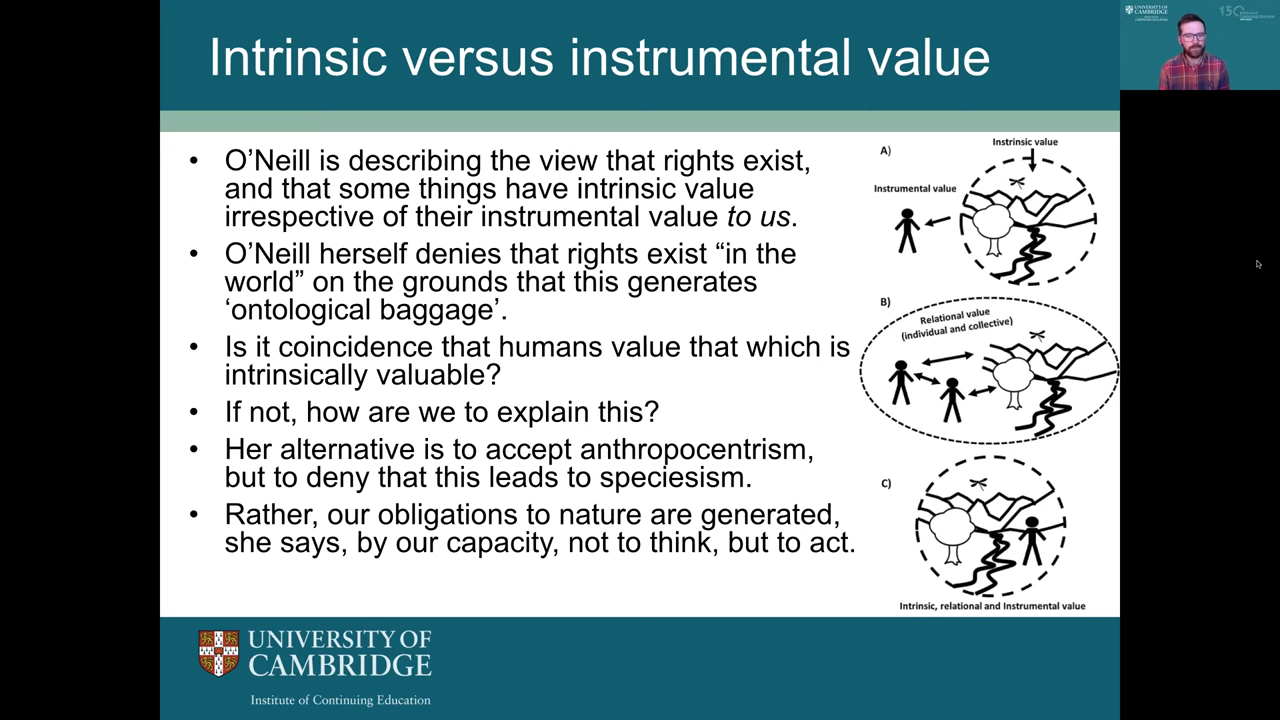 Intrinsic versus instrumental value
UNIVERSITY OF
CAMBRIDGE
150
• O’Neill is describing the view that rights exist,
and that some things have intrinsic value
irrespective of their instrumental value to us.
• O’Neill herself denies that rights exist “in the
world” on the grounds that this generates
‘ontological baggage’.
• Is it coincidence that humans value that which is
intrinsically valuable?
• If not, how are we to explain this?
• Her alternative is to accept anthropocentrism,
but to deny that this leads to speciesism.
• Rather, our obligations to nature are generated,
she says, by our capacity, not to think, but to act.
A)
Instrinsic value
Instrumental value
B)
Relational value
(individual and collective)
C)
Intrinsic, relational and Instrumental value
UNIVERSITY OF
CAMBRIDGE
Institute of Continuing Education